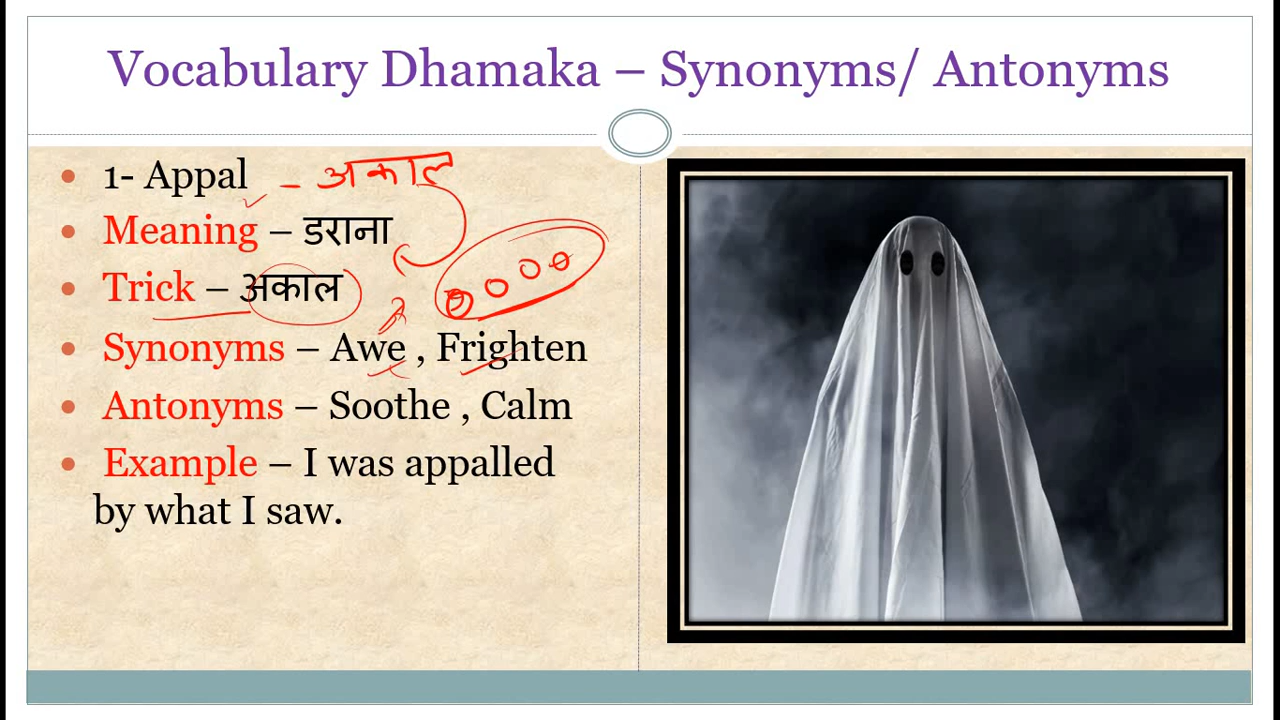 Vocabulary Dhamaka – Synonyms/ Antonyms
1- Appal – अकाल
Meaning – डराना
Trick – अकाल
Synonyms – Awe , Frighten
Antonyms – Soothe , Calm
Example – I was appalled
by what I saw.